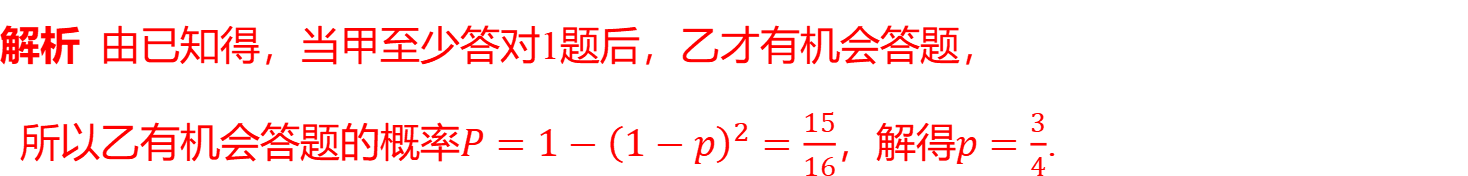 解析 由已知得，当甲至少答对1题后，乙才有机会答题，
所以乙有机会答题的概率$P = 1 - (1 - p)^2 = \frac{15}{16}$，解得$p = \frac{3}{4}$.